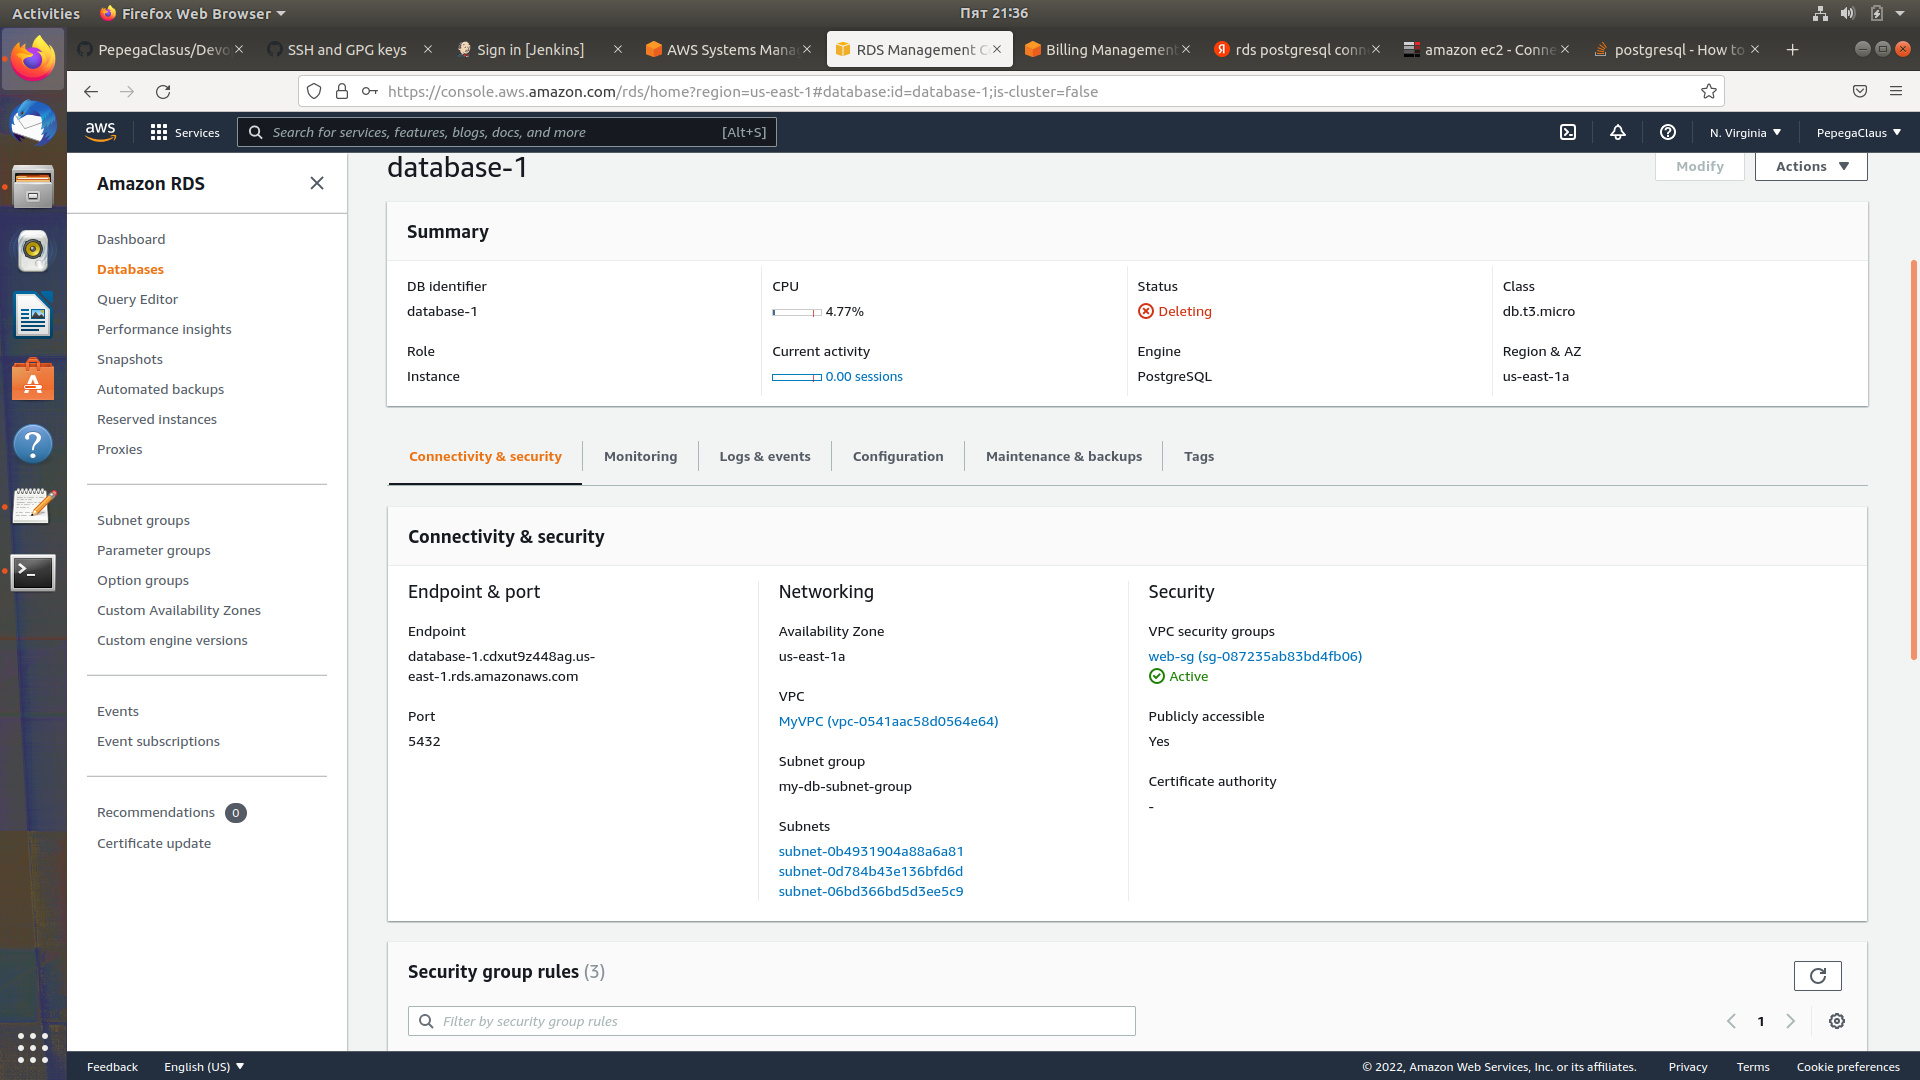 Activities
Firefox Web Browser
Пят 21:36
PepegaClasus/Devo
SSH and GPG keys
Sign in [Jenkins]
AWS Systems Mana
RDS Management C
Billing Management
rds postgresql conn
amazon ec2 - Conne
postgresql - How to
https://console.aws.amazon.com/rds/home?region=us-east-1#database:id=database-1;is-cluster=false
aws
Services
Search for services, features, blogs, docs, and more
[Alt+S]
N. Virginia
PepegaClaus
Amazon RDS
Dashboard
Databases
Query Editor
Performance insights
Snapshots
Automated backups
Reserved instances
Proxies
Subnet groups
Parameter groups
Option groups
Custom Availability Zones
Custom engine versions
Events
Event subscriptions
Recommendations 0
Certificate update
database-1
Modify
Actions
Summary
DB identifier
database-1
CPU
4.77%
Status
Deleting
Class
db.t3.micro
Role
Instance
Current activity
0.00 sessions
Engine
PostgreSQL
Region & AZ
us-east-1a
Connectivity & security
Monitoring
Logs & events
Configuration
Maintenance & backups
Tags
Connectivity & security
Endpoint & port
Endpoint
database-1.cdxut9z448ag.us-
east-1.rds.amazonaws.com
Port
5432
Networking
Availability Zone
us-east-1a
VPC
MyVPC (vpc-0541aac58d0564e64)
Subnet group
my-db-subnet-group
Subnets
subnet-0b4931904a88a6a81
subnet-0d784b43e136bfd6d
subnet-06bd366bd5d3ee5c9
Security
VPC security groups
web-sg (sg-087235ab83bd4fb06)
Active
Publicly accessible
Yes
Certificate authority
-
Security group rules (3)
Filter by security group rules
1
Feedback
English (US)
© 2022, Amazon Web Services, Inc. or its affiliates.
Privacy
Terms
Cookie preferences